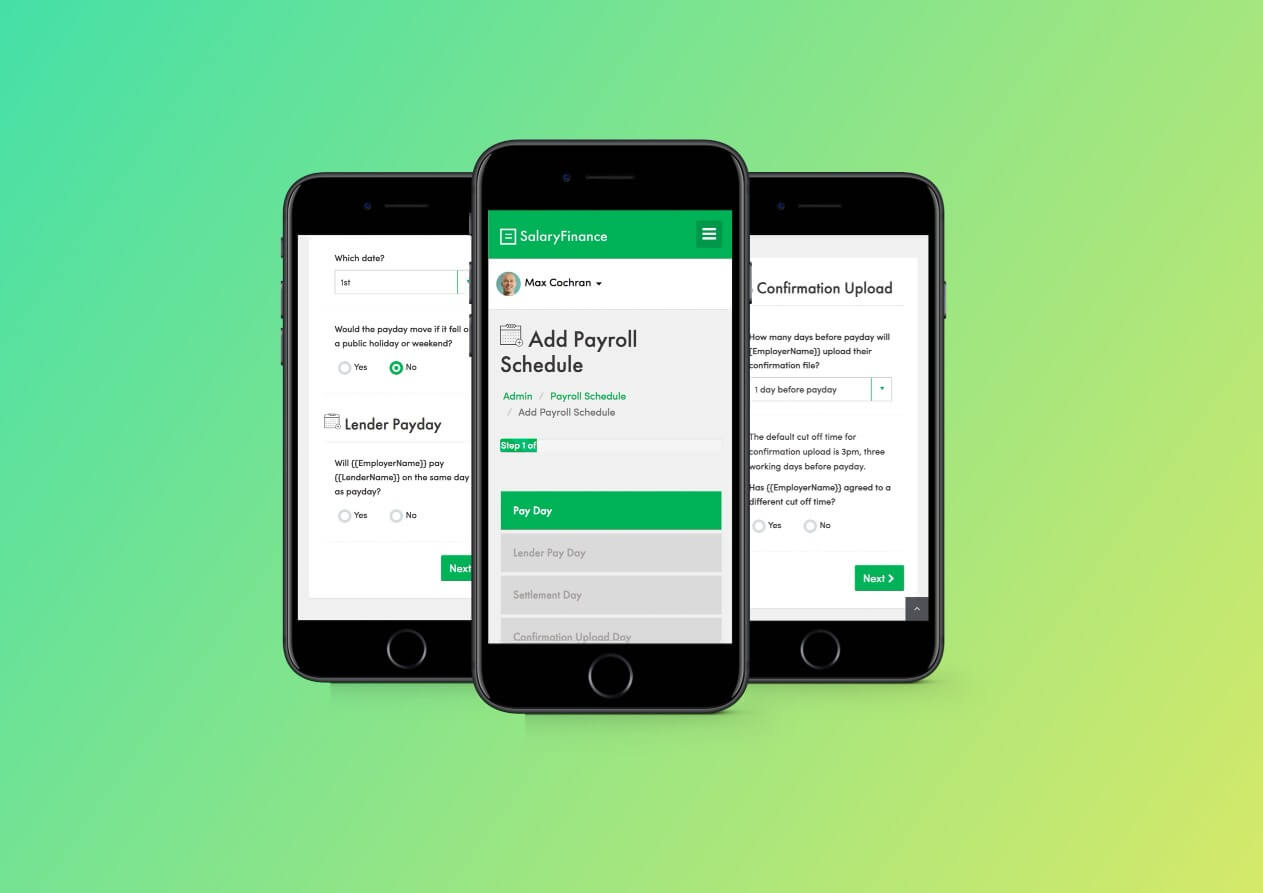 Which date?
1st
Would the payday move if it fell o
a public holiday or weekend?
Yes No
Lender Payday
Will {{EmployerName}} pay
{{LenderName}} on the same day
as payday?
Yes No
Next
SalaryFinance
Max Cochran
Add Payroll
Schedule
Admin / Payroll Schedule
/ Add Payroll Schedule
Step 1 of
Pay Day
Lender Pay Day
Settlement Day
Confirmation Upload Day
Confirmation Upload
How many days before payday will
{EmployerName}} upload their
confirmation file?
1 day before payday
The default cut off time for
confirmation upload is 3pm, three
working days before payday.
Has {{EmployerName}} agreed to a
different cut off time?
Yes No
Next